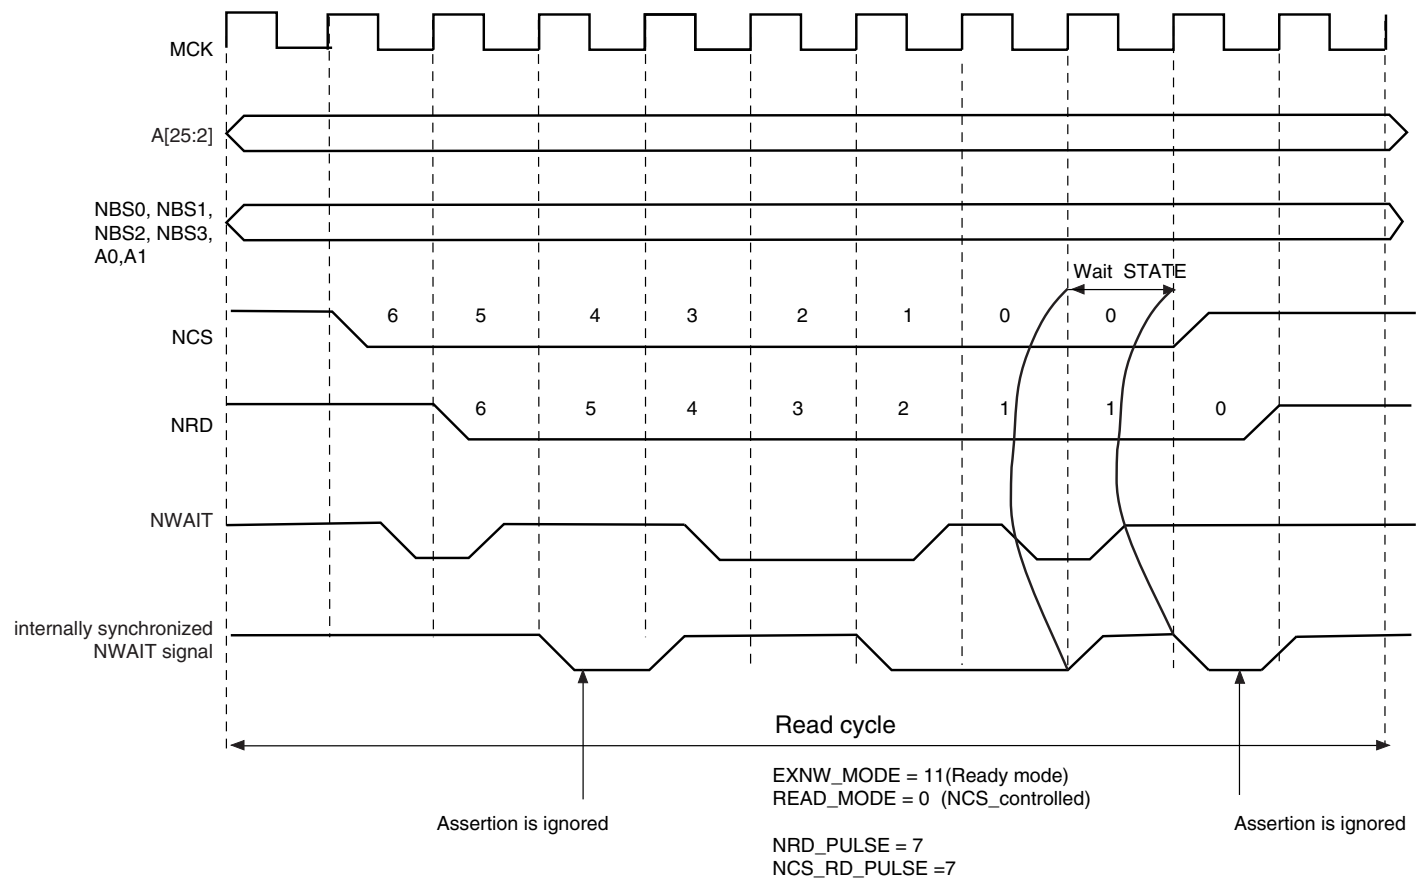 MCK
A[25:2]
NBS0, NBS1,
NBS2, NBS3,
A0,A1
Wait STATE
NCS
6 5 4 3 2 1 0 0
NRD
6 5 4 3 2 1 1 0
NWAIT
internally synchronized
NWAIT signal
Read cycle
EXNW_MODE = 11(Ready mode)
READ_MODE = 0 (NCS_controlled)
Assertion is ignored
Assertion is ignored
NRD_PULSE = 7
NCS_RD_PULSE =7